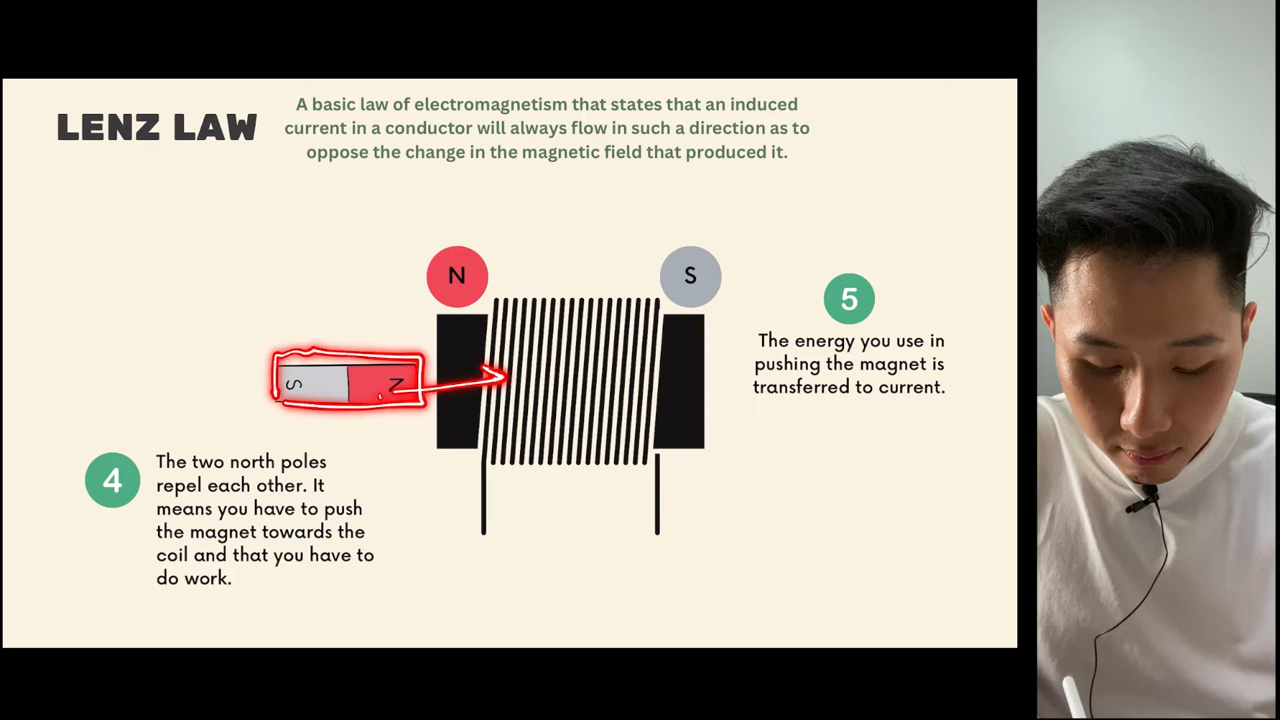 LENZ LAW
A basic law of electromagnetism that states that an induced
current in a conductor will always flow in such a direction as to
oppose the change in the magnetic field that produced it.
N
S
S
N
5
The energy you use in
pushing the magnet is
transferred to current.
4
The two north poles
repel each other. It
means you have to push
the magnet towards the
coil and that you have to
do work.